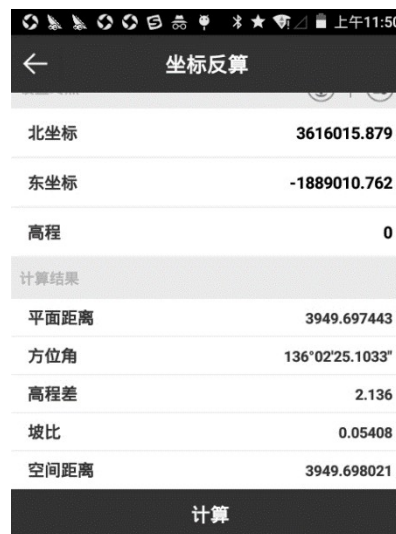 上午11:50
坐标反算
北坐标 3616015.879
东坐标 -1889010.762
高程 0
计算结果
平面距离 3949.697443
方位角 136°02'25.1033"
高程差 2.136
坡比 0.05408
空间距离 3949.698021
计算